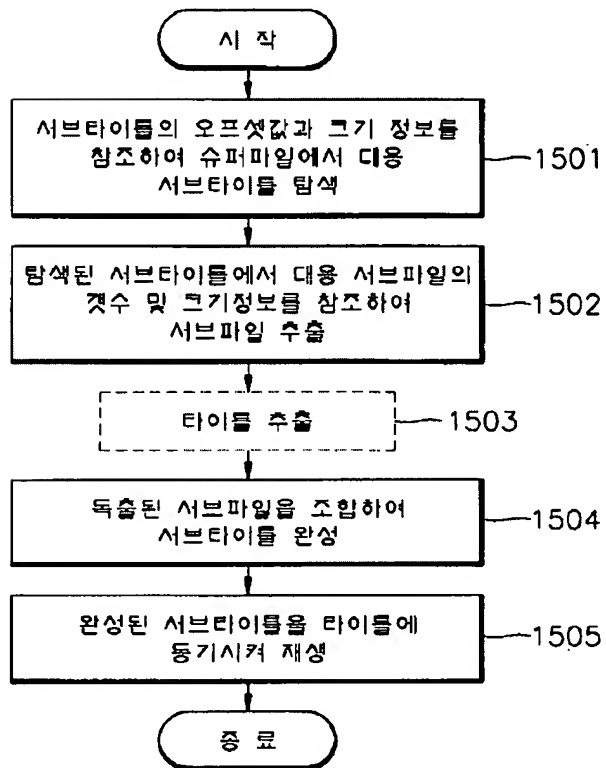 시 작
서브타이틀의 오프셋값과 크기 정보를
참조하여 슈퍼파일에서 대응
서브타이틀 탐색
1501
탐색된 서브타이틀에서 대응 서브파일의
갯수 및 크기정보를 참조하여
서브파일 추출
1502
타이틀 추출
1503
독출된 서브파일을 조합하여
서브타이틀 완성
1504
완성된 서브타이틀을 타이틀에
동기시켜 재생
1505
종 료